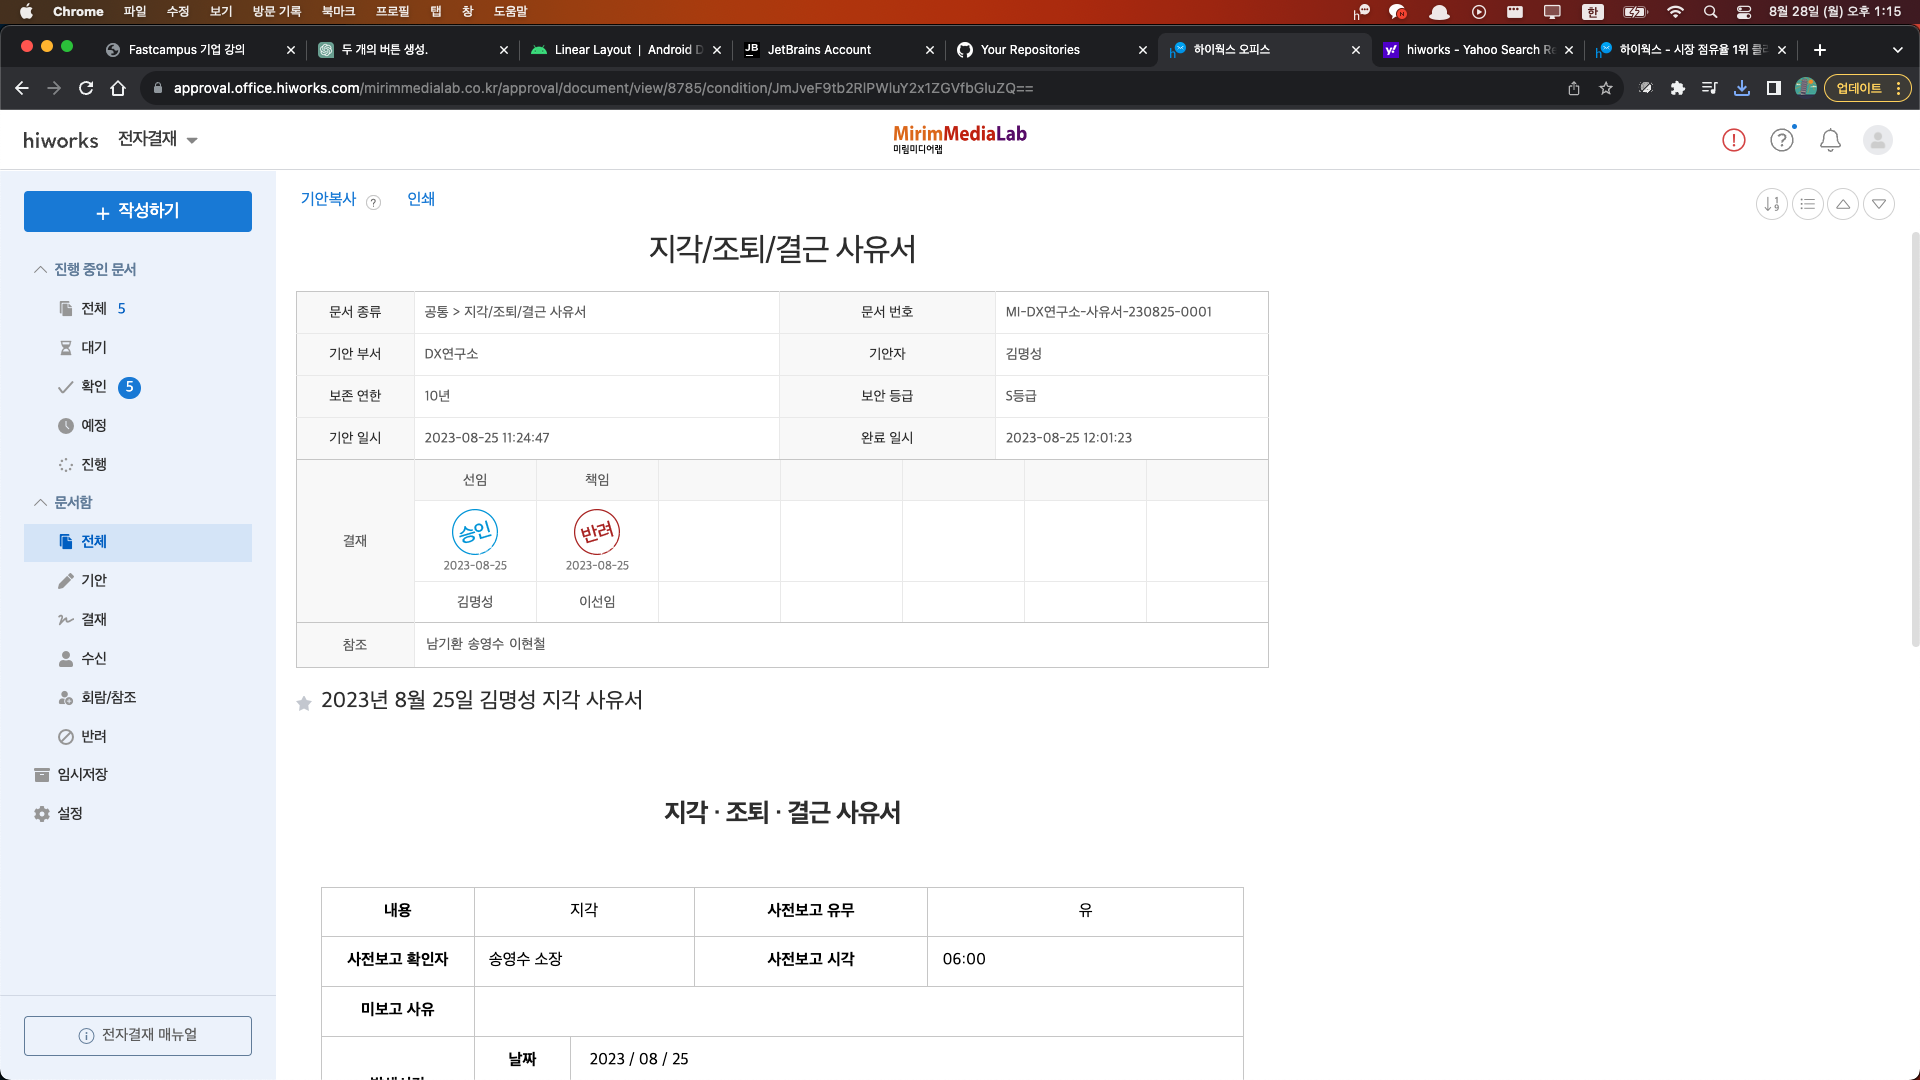 Chrome 파일 수정 보기 방문 기록 북마크 프로필 탭 창 도움말 한 8월 28일 (월) 오후 1:15
Fastcampus 기업 강의
두 개의 버튼 생성.
Linear Layout | Android D
JB JetBrains Account
Your Repositories
하이웍스 오피스
hiworks - Yahoo Search Re
하이웍스 - 시장 점유율 1위 클라
approval.office.hiworks.com/mirimmedialab.co.kr/approval/document/view/8785/condition/JmJveF9tb2RlPWluY2x1ZGVfbGluZQ==
업데이트
hiworks 전자결재
MirimMediaLab
미림미디어랩
+ 작성하기
진행 중인 문서
전체 5
대기
확인 5
예정
진행
문서함
전체
기안
결재
수신
회람/참조
반려
임시저장
설정
전자결재 매뉴얼
기안복사 ? 인쇄
지각/조퇴/결근 사유서
문서 종류 공통 > 지각/조퇴/결근 사유서 문서 번호 MI-DX연구소-사유서-230825-0001
기안 부서 DX연구소 기안자 김명성
보존 연한 10년 보안 등급 S등급
기안 일시 2023-08-25 11:24:47 완료 일시 2023-08-25 12:01:23
결재
선임 책임
승인 반려
2023-08-25 2023-08-25
김명성 이선임
참조 남기환 송영수 이현철
2023년 8월 25일 김명성 지각 사유서
지각 · 조퇴 · 결근 사유서
내용 지각 사전보고 유무 유
사전보고 확인자 송영수 소장 사전보고 시각 06:00
미보고 사유
날짜 2023 / 08 / 25